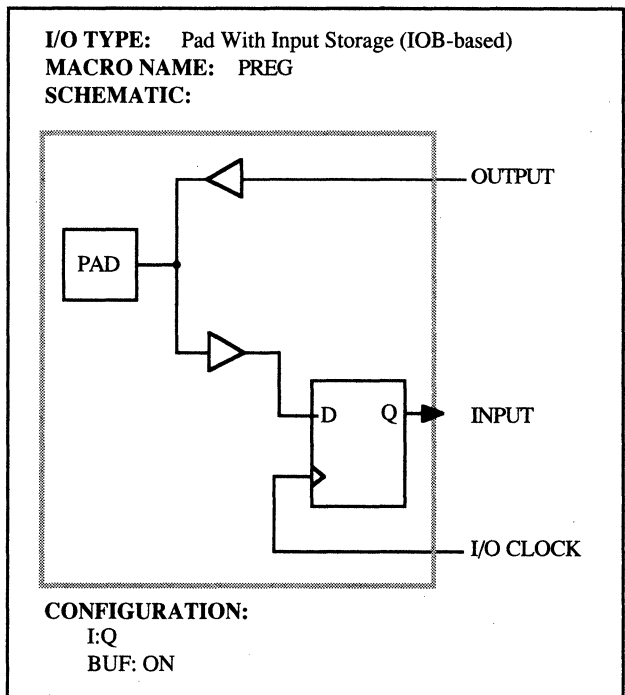 I/O TYPE: Pad With Input Storage (IOB-based)
MACRO NAME: PREG
SCHEMATIC:
OUTPUT
PAD
D Q
INPUT
I/O CLOCK
CONFIGURATION:
I:Q
BUF: ON